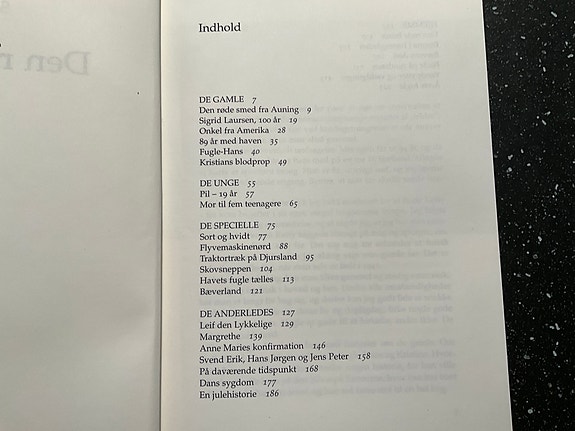 Indhold
DE GAMLE 7
Den røde smed fra Auning 9
Sigrid Laursen, 100 år 19
Onkel fra Amerika 28
89 år med haven 35
Fugle-Hans 40
Kristians blodprop 49
DE UNGE 55
Pil – 19 år 57
Mor til fem teenagere 65
DE SPECIELLE 75
Sort og hvidt 77
Flyvemaskinenørd 88
Traktortræk på Djursland 95
Skovsneppen 104
Havets fugle tælles 113
Bæverland 121
DE ANDERLEDES 127
Leif den Lykkelige 129
Margrethe 139
Anne Maries konfirmation 146
Svend Erik, Hans Jørgen og Jens Peter 158
På daværende tidspunkt 168
Dans sygdom 177
En julehistorie 186